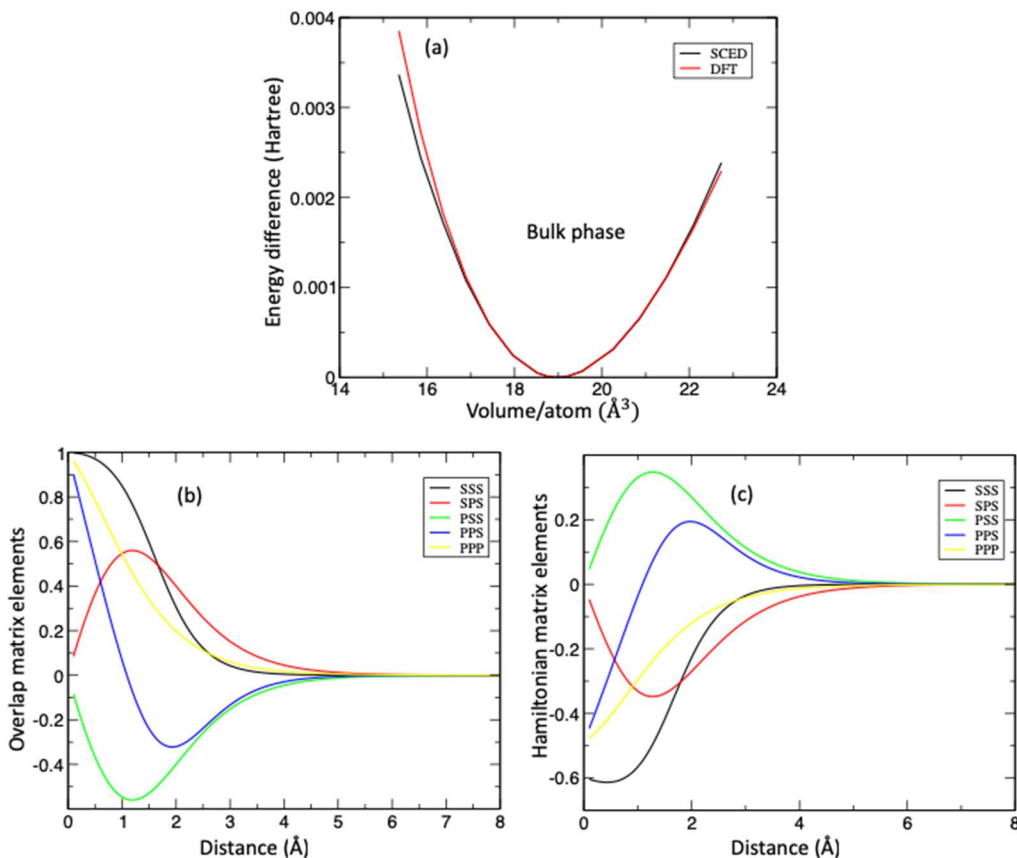 0.004
(a)
SCED
DFT
0.003
Energy difference (Hartree)
0.002
Bulk phase
0.001
0
14 16 18 20 22 24
Volume/atom (Å³)
1
(b)
SSS
SPS
PSS
PPS
PPP
0.8
0.6
0.4
0.2
0
-0.2
-0.4
Overlap matrix elements
0 1 2 3 4 5 6 7 8
Distance (Å)
(c)
SSS
SPS
PSS
PPS
PPP
0.2
0
-0.2
-0.4
-0.6
Hamiltonian matrix elements
0 2 4 6 8
Distance (Å)